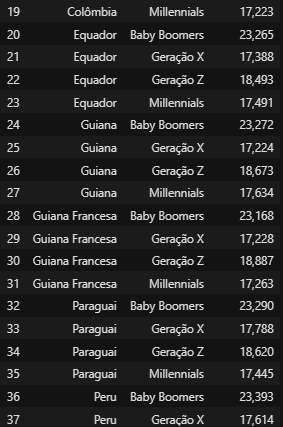 19 Colômbia Millennials 17,223
20 Equador Baby Boomers 23,265
21 Equador Geração X 17,388
22 Equador Geração Z 18,493
23 Equador Millennials 17,491
24 Guiana Baby Boomers 23,272
25 Guiana Geração X 17,224
26 Guiana Geração Z 18,673
27 Guiana Millennials 17,634
28 Guiana Francesa Baby Boomers 23,168
29 Guiana Francesa Geração X 17,228
30 Guiana Francesa Geração Z 18,887
31 Guiana Francesa Millennials 17,263
32 Paraguai Baby Boomers 23,290
33 Paraguai Geração X 17,788
34 Paraguai Geração Z 18,620
35 Paraguai Millennials 17,445
36 Peru Baby Boomers 23,393
37 Peru Geração X 17,614